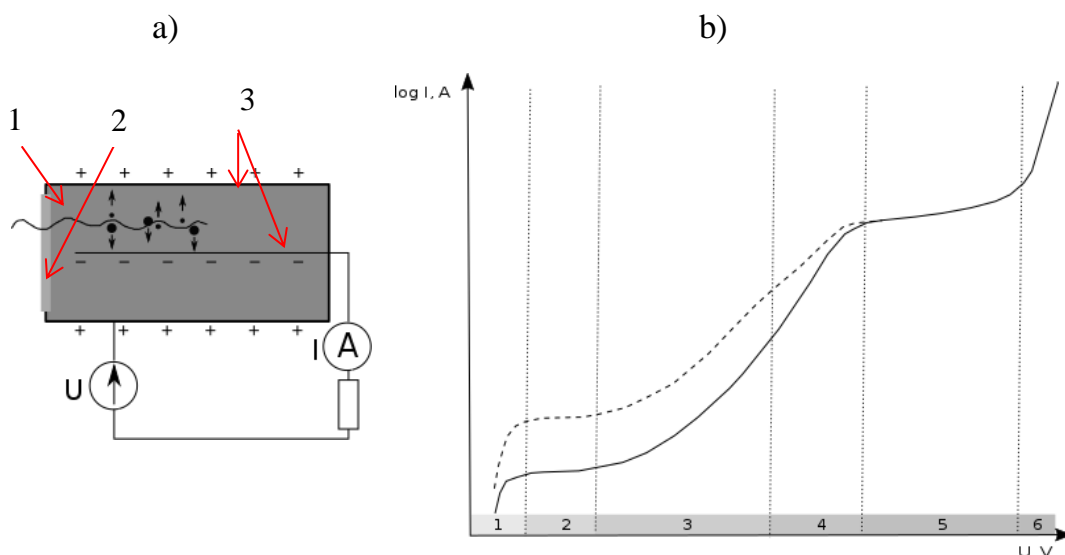 a) b)
1 2 3
+ + + + + +
− − − − − −
+ + + + + +
I A
U
log I, A
1 2 3 4 5 6
U, V